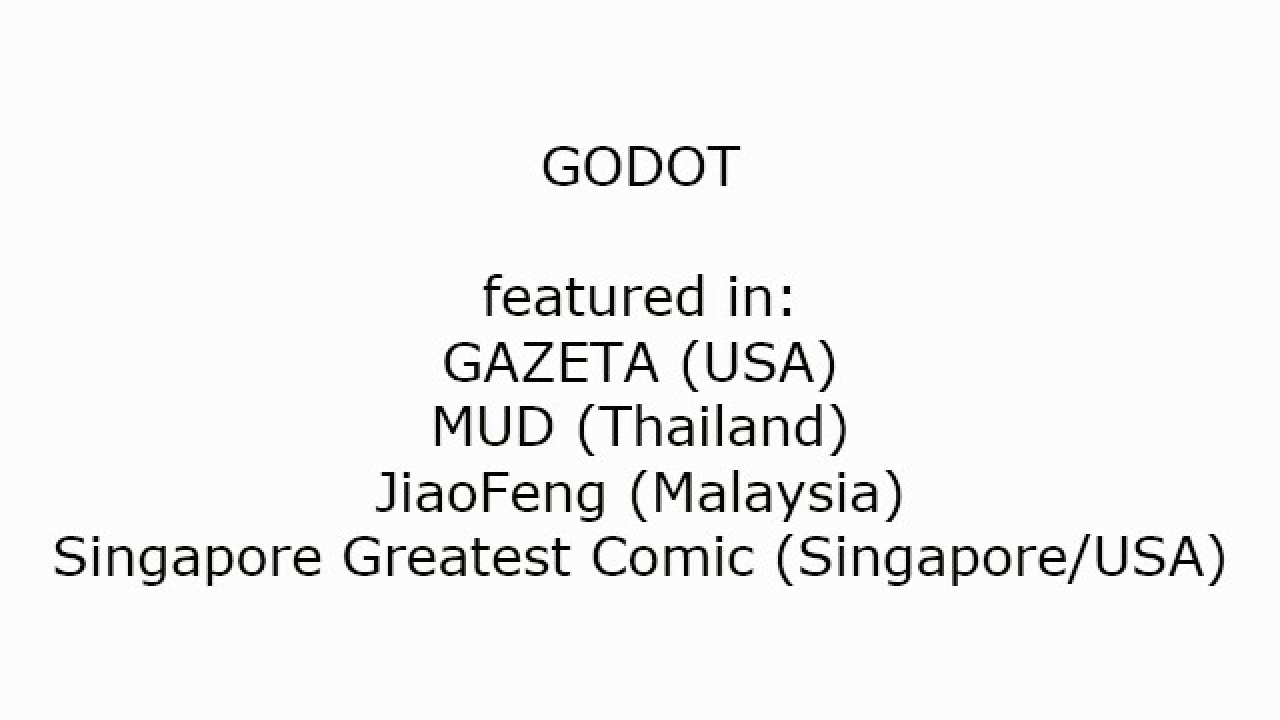 GODOT
featured in:
GAZETA (USA)
MUD (Thailand)
JiaoFeng (Malaysia)
Singapore Greatest Comic (Singapore/USA)